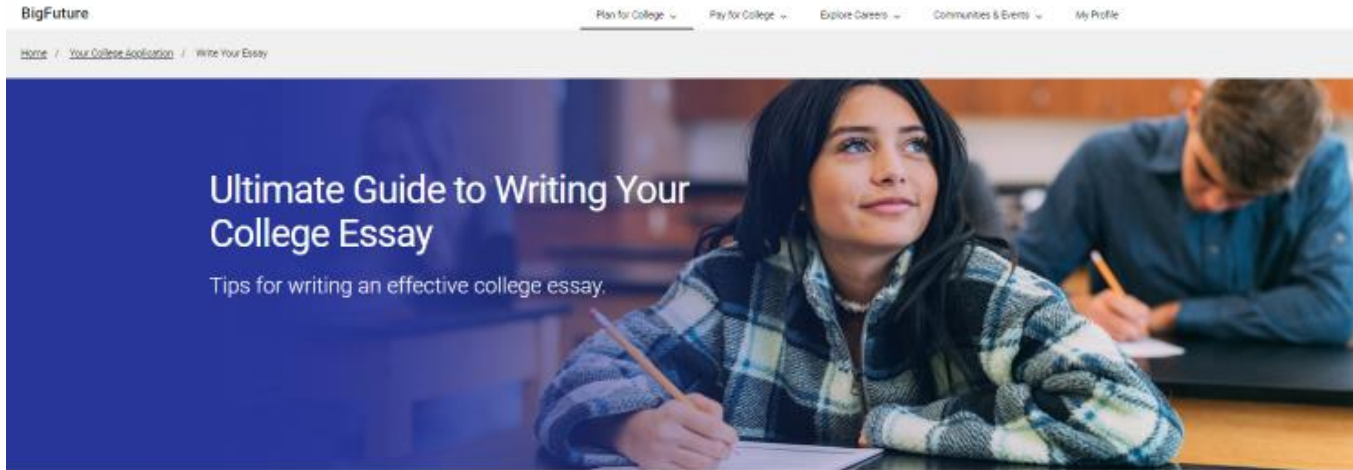 BigFuture
Plan for College
Pay for College
Explore Careers
Communities & Events
My Profile
Home / Your College Application / Write Your Essay
Ultimate Guide to Writing Your
College Essay
Tips for writing an effective college essay.